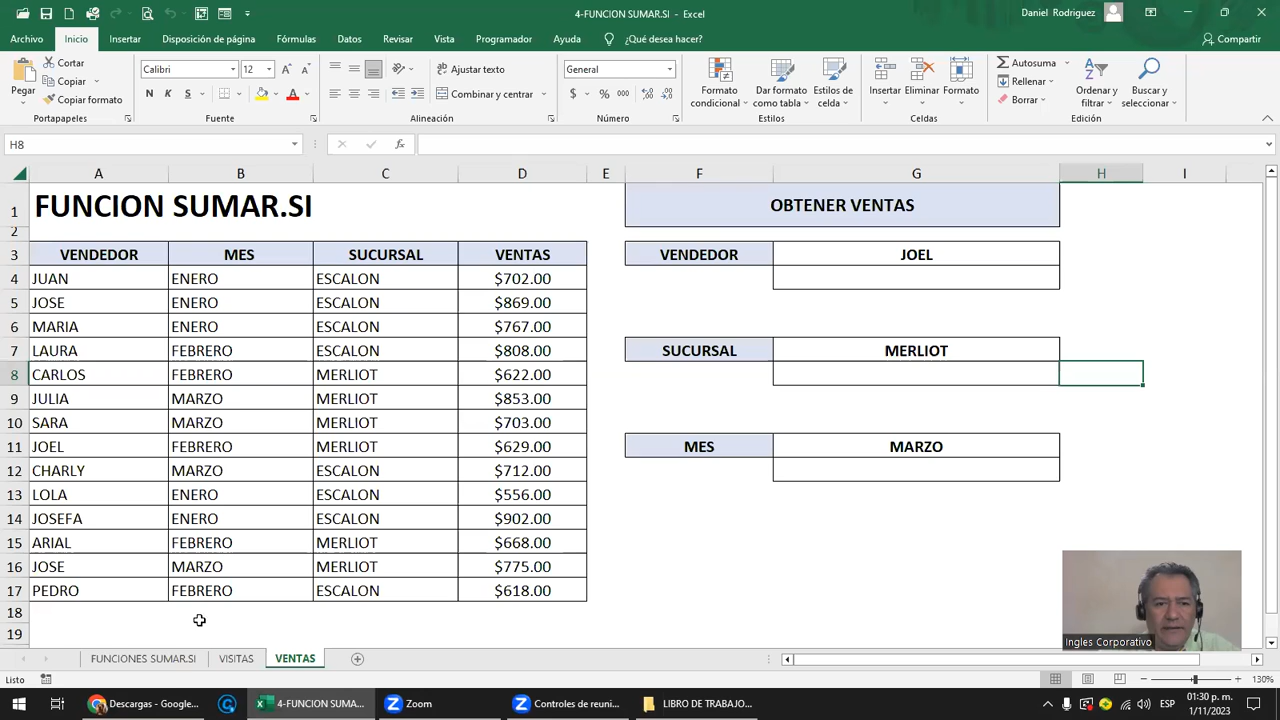 4-FUNCION SUMAR.SI - Excel
Daniel Rodriguez
Archivo Inicio Insertar Disposición de página Fórmulas Datos Revisar Vista Programador Ayuda ¿Qué desea hacer? Compartir
Pegar
Cortar
Copiar
Copiar formato
Portapapeles
Calibri 12
N K S
Fuente
Ajustar texto
Combinar y centrar
Alineación
General
$ % 000
Número
Formato condicional
Dar formato como tabla
Estilos de celda
Estilos
Insertar Eliminar Formato
Celdas
Autosuma
Rellenar
Borrar
Ordenar y filtrar
Buscar y seleccionar
Edición
H8
fx
A B C D E F G H I
1 FUNCION SUMAR.SI OBTENER VENTAS
2
3 VENDEDOR MES SUCURSAL VENTAS VENDEDOR JOEL
4 JUAN ENERO ESCALON $702.00
5 JOSE ENERO ESCALON $869.00
6 MARIA ENERO ESCALON $767.00
7 LAURA FEBRERO ESCALON $808.00 SUCURSAL MERLIOT
8 CARLOS FEBRERO MERLIOT $622.00
9 JULIA MARZO MERLIOT $853.00
10 SARA MARZO MERLIOT $703.00
11 JOEL FEBRERO MERLIOT $629.00 MES MARZO
12 CHARLY MARZO ESCALON $712.00
13 LOLA ENERO ESCALON $556.00
14 JOSEFA ENERO ESCALON $902.00
15 ARIAL FEBRERO MERLIOT $668.00
16 JOSE MARZO MERLIOT $775.00
17 PEDRO FEBRERO ESCALON $618.00
18
19
Ingles Corporativo
FUNCIONES SUMAR.SI VISITAS VENTAS
Listo
130%
Descargas - Google...
4-FUNCION SUMA...
Zoom
Controles de reuni...
LIBRO DE TRABAJO...
ESP
01:30 p. m.
1/11/2023